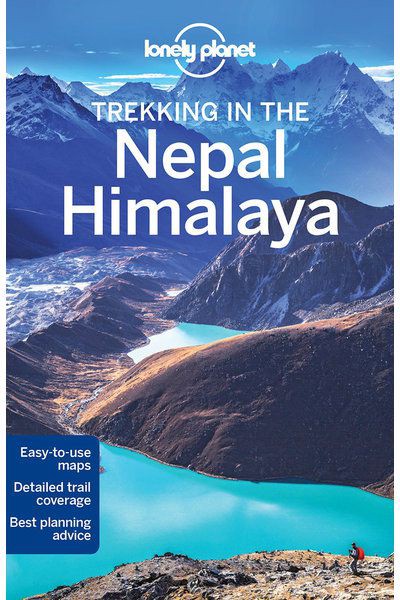 lonely planet
TREKKING IN THE
Nepal
Himalaya
Easy-to-use
maps
Detailed trail
coverage
Best planning
advice